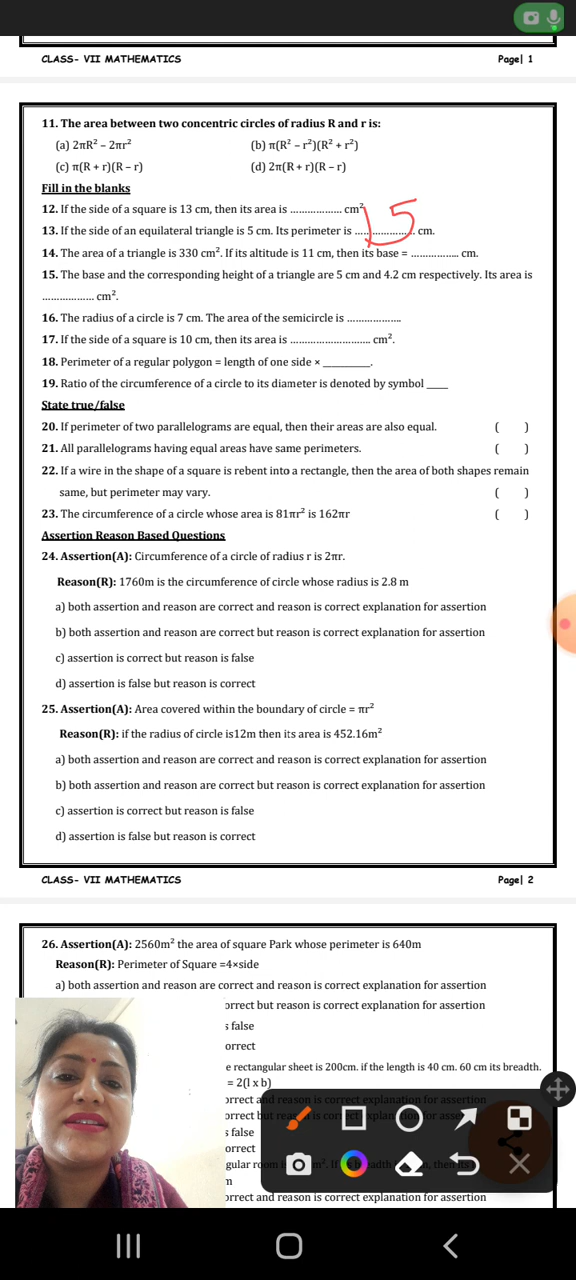 CLASS- VII MATHEMATICS Page| 1
11. The area between two concentric circles of radius R and r is:
(a) 2πR² – 2πr² (b) π(R² – r²)(R² + r²)
(c) π(R + r)(R – r) (d) 2π(R + r)(R – r)
Fill in the blanks
12. If the side of a square is 13 cm, then its area is .................. cm².
13. If the side of an equilateral triangle is 5 cm. Its perimeter is ..................... cm.
15
14. The area of a triangle is 330 cm². If its altitude is 11 cm, then its base = ................ cm.
15. The base and the corresponding height of a triangle are 5 cm and 4.2 cm respectively. Its area is
.................. cm².
16. The radius of a circle is 7 cm. The area of the semicircle is ...................
17. If the side of a square is 10 cm, then its area is ............................ cm².
18. Perimeter of a regular polygon = length of one side × _________.
19. Ratio of the circumference of a circle to its diameter is denoted by symbol ____
State true/false
20. If perimeter of two parallelograms are equal, then their areas are also equal. ( )
21. All parallelograms having equal areas have same perimeters. ( )
22. If a wire in the shape of a square is rebent into a rectangle, then the area of both shapes remain
same, but perimeter may vary. ( )
23. The circumference of a circle whose area is 81πr² is 162πr ( )
Assertion Reason Based Questions
24. Assertion(A): Circumference of a circle of radius r is 2πr.
Reason(R): 1760m is the circumference of circle whose radius is 2.8 m
a) both assertion and reason are correct and reason is correct explanation for assertion
b) both assertion and reason are correct but reason is correct explanation for assertion
c) assertion is correct but reason is false
d) assertion is false but reason is correct
25. Assertion(A): Area covered within the boundary of circle = πr²
Reason(R): if the radius of circle is12m then its area is 452.16m²
a) both assertion and reason are correct and reason is correct explanation for assertion
b) both assertion and reason are correct but reason is correct explanation for assertion
c) assertion is correct but reason is false
d) assertion is false but reason is correct
CLASS- VII MATHEMATICS Page| 2
26. Assertion(A): 2560m² the area of square Park whose perimeter is 640m
Reason(R): Perimeter of Square =4×side
a) both assertion and reason are correct and reason is correct explanation for assertion
orrect but reason is correct explanation for assertion
s false
orrect
e rectangular sheet is 200cm. if the length is 40 cm. 60 cm its breadth.
= 2(l x b)
orrect and reason is correct explanation for assertion
orrect but reason is correct explanation for asse
s false
orrect
gular room
m
orrect and reason is correct explanation for assertion